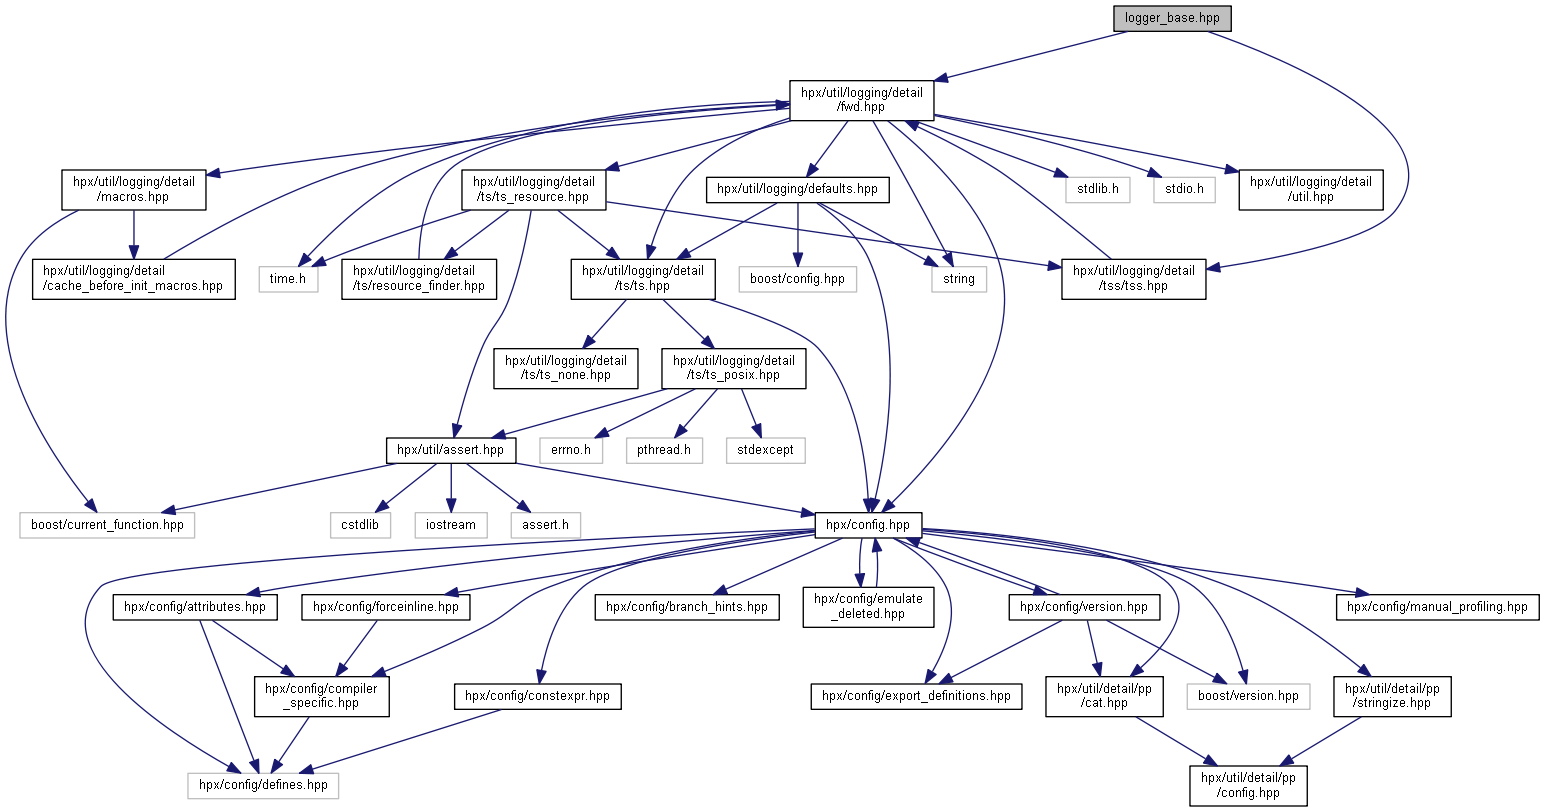 logger_base.hpp
hpx/util/logging/detail
/fwd.hpp
hpx/util/logging/detail
/macros.hpp
hpx/util/logging/detail
/ts/ts_resource.hpp
hpx/util/logging/defaults.hpp
stdlib.h
stdio.h
hpx/util/logging/detail
/util.hpp
hpx/util/logging/detail
/cache_before_init_macros.hpp
time.h
hpx/util/logging/detail
/ts/resource_finder.hpp
hpx/util/logging/detail
/ts/ts.hpp
boost/config.hpp
string
hpx/util/logging/detail
/tss/tss.hpp
hpx/util/logging/detail
/ts/ts_none.hpp
hpx/util/logging/detail
/ts/ts_posix.hpp
hpx/util/assert.hpp
errno.h
pthread.h
stdexcept
boost/current_function.hpp
cstdlib
iostream
assert.h
hpx/config.hpp
hpx/config/attributes.hpp
hpx/config/forceinline.hpp
hpx/config/branch_hints.hpp
hpx/config/emulate
_deleted.hpp
hpx/config/version.hpp
hpx/config/manual_profiling.hpp
hpx/config/compiler
_specific.hpp
hpx/config/constexpr.hpp
hpx/config/export_definitions.hpp
hpx/util/detail/pp
/cat.hpp
boost/version.hpp
hpx/util/detail/pp
/stringize.hpp
hpx/config/defines.hpp
hpx/util/detail/pp
/config.hpp